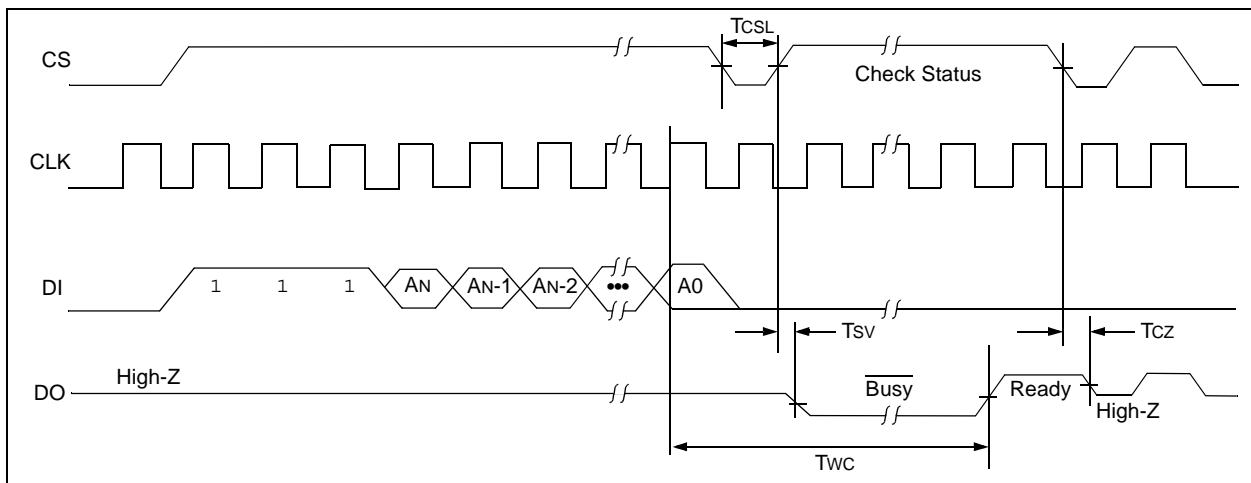 TCSL
CS
Check Status
CLK
DI
1 1 1 AN AN-1 AN-2 ••• A0
TSV
TCZ
High-Z
DO
Busy
Ready
High-Z
TWC